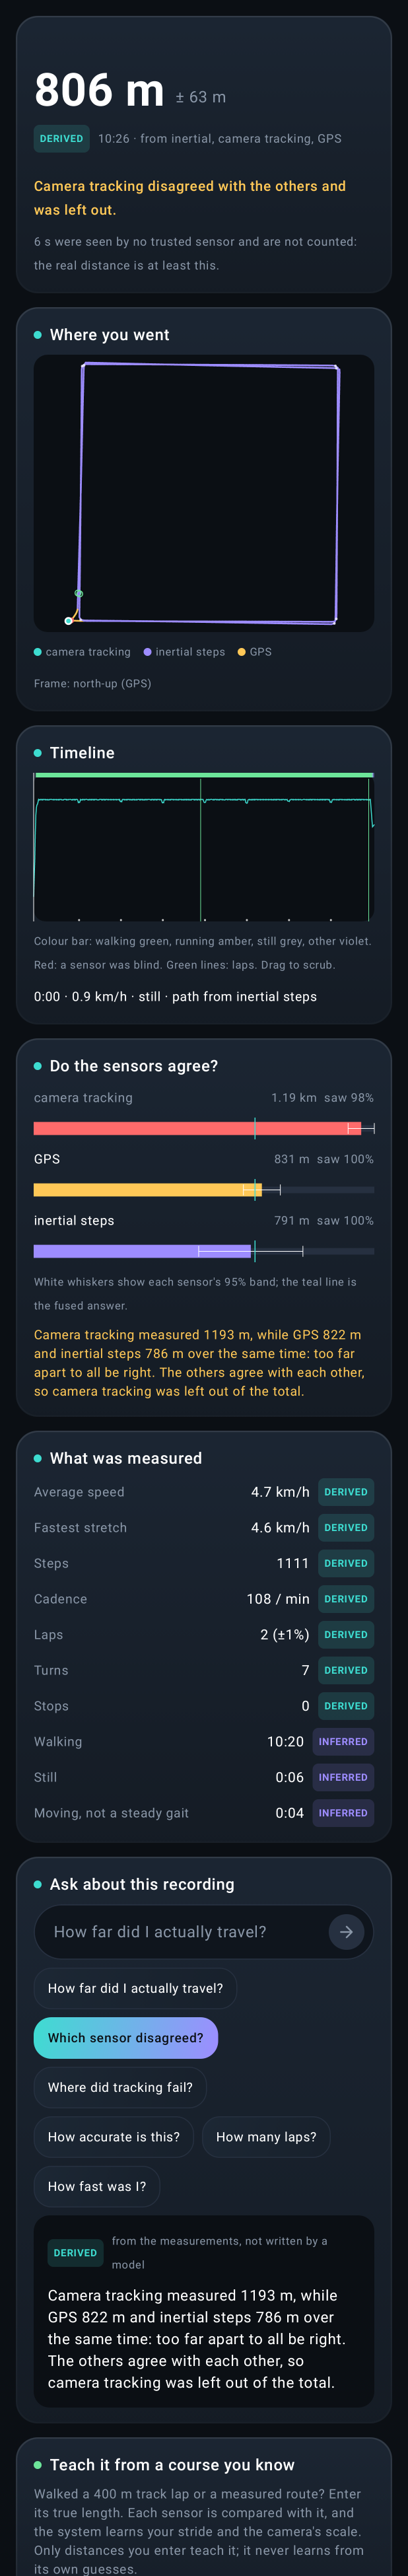 806 m ± 63 m
DERIVED 10:26 · from inertial, camera tracking, GPS
Camera tracking disagreed with the others and
was left out.
6 s were seen by no trusted sensor and are not counted:
the real distance is at least this.
Where you went
camera tracking inertial steps GPS
Frame: north-up (GPS)
Timeline
Colour bar: walking green, running amber, still grey, other violet.
Red: a sensor was blind. Green lines: laps. Drag to scrub.
0:00 · 0.9 km/h · still · path from inertial steps
Do the sensors agree?
camera tracking 1.19 km saw 98%
GPS 831 m saw 100%
inertial steps 791 m saw 100%
White whiskers show each sensor's 95% band; the teal line is
the fused answer.
Camera tracking measured 1193 m, while GPS 822 m
and inertial steps 786 m over the same time: too far
apart to all be right. The others agree with each other,
so camera tracking was left out of the total.
What was measured
Average speed 4.7 km/h DERIVED
Fastest stretch 4.6 km/h DERIVED
Steps 1111 DERIVED
Cadence 108 / min DERIVED
Laps 2 (±1%) DERIVED
Turns 7 DERIVED
Stops 0 DERIVED
Walking 10:20 INFERRED
Still 0:06 INFERRED
Moving, not a steady gait 0:04 INFERRED
Ask about this recording
How far did I actually travel?
How far did I actually travel?
Which sensor disagreed?
Where did tracking fail?
How accurate is this? How many laps?
How fast was I?
DERIVED from the measurements, not written by a
model
Camera tracking measured 1193 m, while
GPS 822 m and inertial steps 786 m over
the same time: too far apart to all be right.
The others agree with each other, so
camera tracking was left out of the total.
Teach it from a course you know
Walked a 400 m track lap or a measured route? Enter
its true length. Each sensor is compared with it, and
the system learns your stride and the camera's scale.
Only distances you enter teach it; it never learns from
its own guesses.